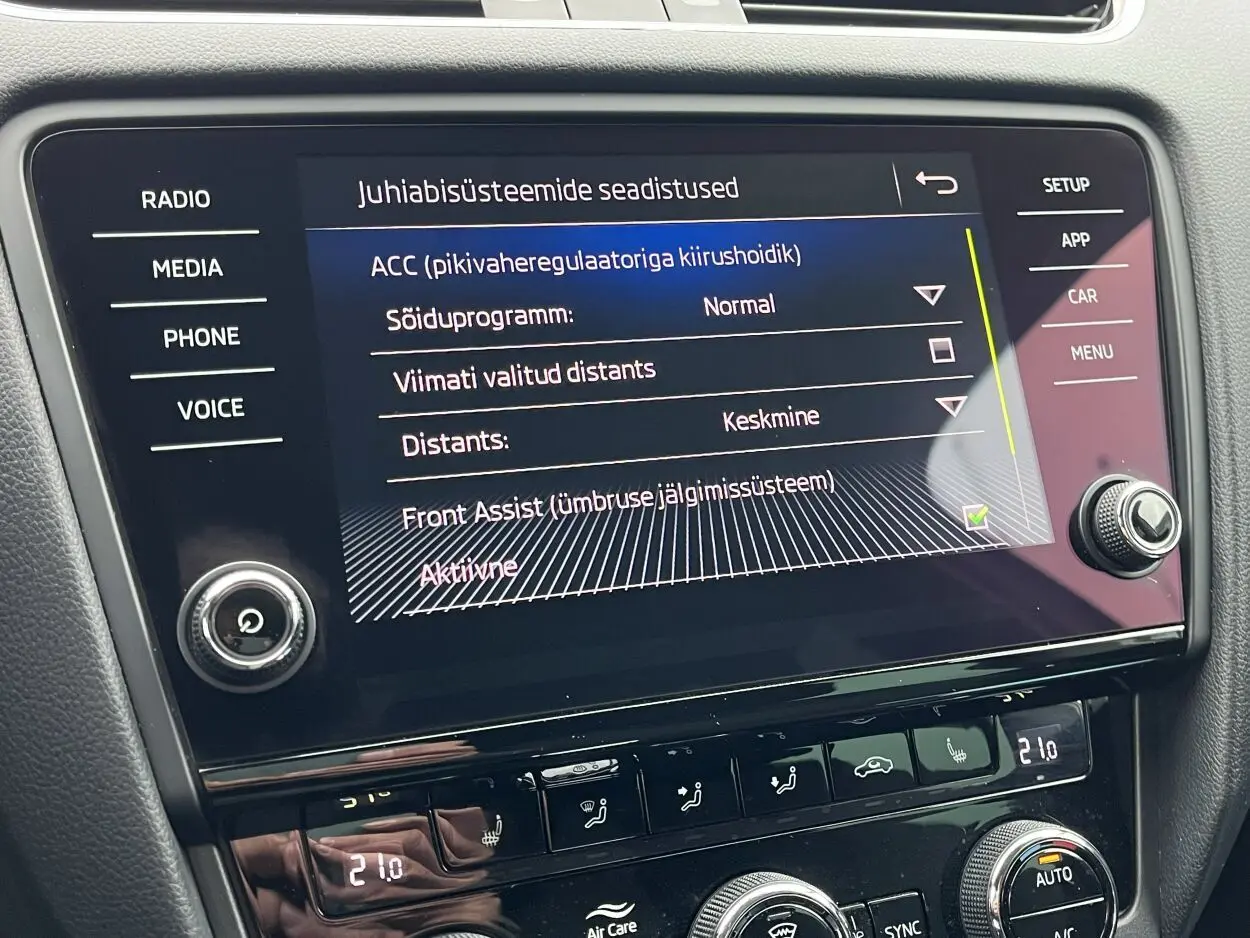 RADIO
MEDIA
PHONE
VOICE
Juhiabisüsteemide seadistused
ACC (pikivaheregulaatoriga kiirushoidik)
Sõiduprogramm: Normal
Viimati valitud distants
Distants: Keskmine
Front Assist (ümbruse jälgimissüsteem)
Aktiivne
SETUP
APP
CAR
MENU
21.0
21.0
Air Care
SYNC
AUTO
A/C